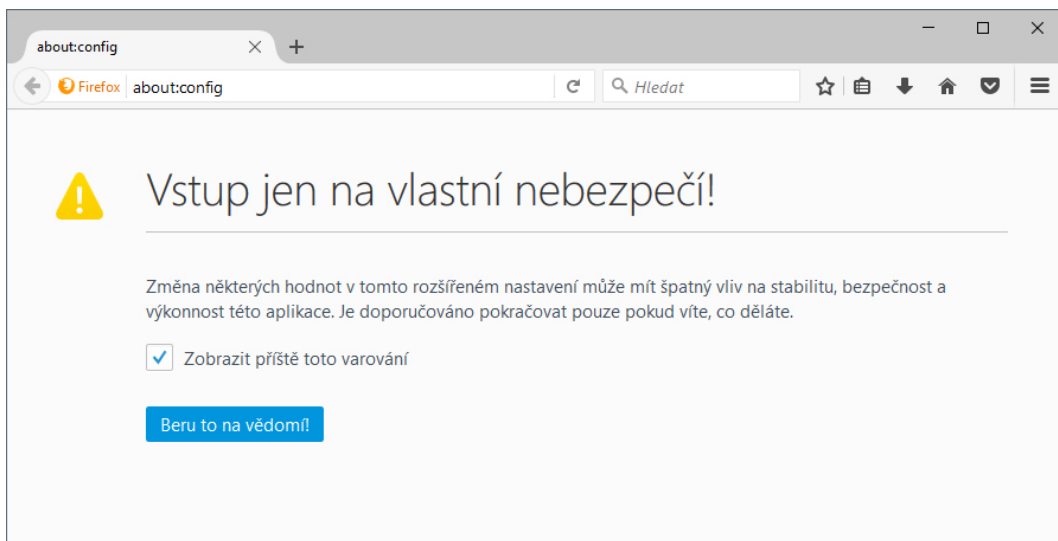 about:config
Firefox about:config Hledat
Vstup jen na vlastní nebezpečí!
Změna některých hodnot v tomto rozšířeném nastavení může mít špatný vliv na stabilitu, bezpečnost a
výkonnost této aplikace. Je doporučováno pokračovat pouze pokud víte, co děláte.
Zobrazit příště toto varování
Beru to na vědomí!